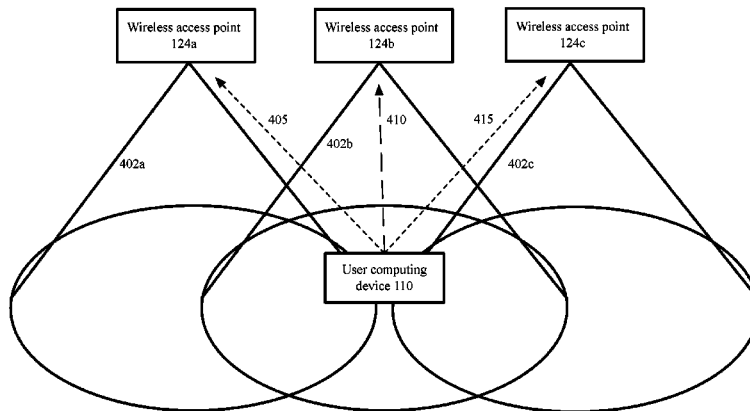 Wireless access point
124a
Wireless access point
124b
Wireless access point
124c
405
410
415
402a
402b
402c
User computing
device 110